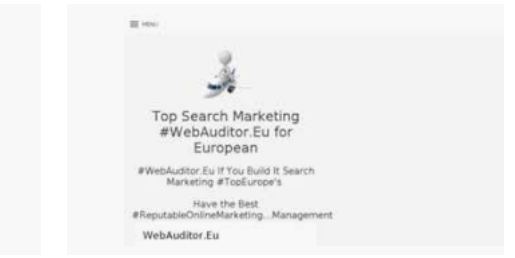 MENU
Top Search Marketing
#WebAuditor.Eu for
European
#WebAuditor.Eu If You Build It Search
Marketing #TopEurope's
Have the Best
#ReputableOnlineMarketing...Management
WebAuditor.Eu